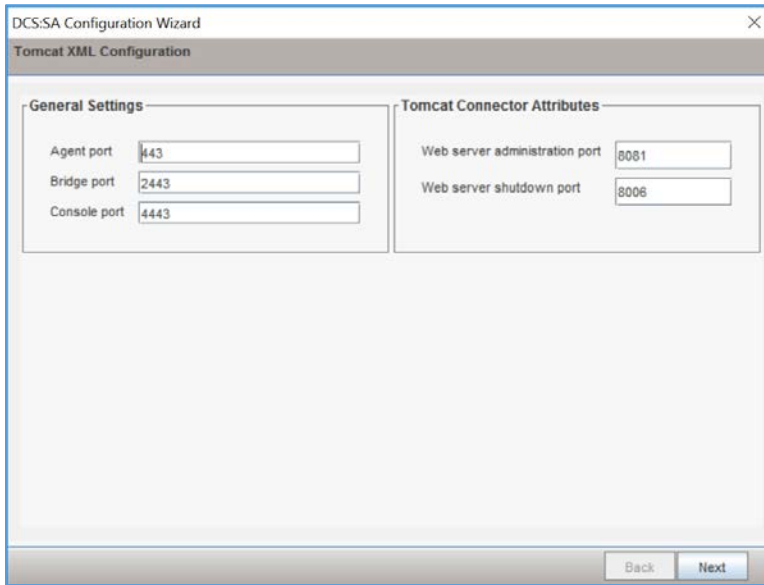 DCS:SA Configuration Wizard
Tomcat XML Configuration
General Settings
Agent port 443
Bridge port 2443
Console port 4443
Tomcat Connector Attributes
Web server administration port 8081
Web server shutdown port 8006
Back Next